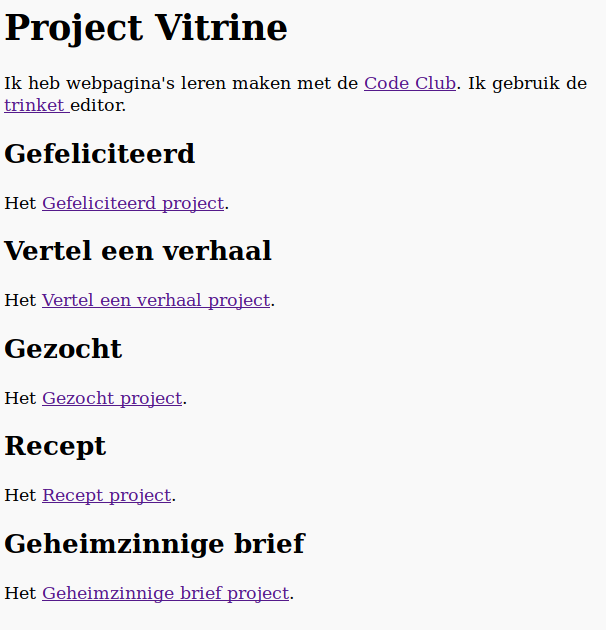 Project Vitrine
Ik heb webpagina's leren maken met de Code Club. Ik gebruik de
trinket editor.
Gefeliciteerd
Het Gefeliciteerd project.
Vertel een verhaal
Het Vertel een verhaal project.
Gezocht
Het Gezocht project.
Recept
Het Recept project.
Geheimzinnige brief
Het Geheimzinnige brief project.